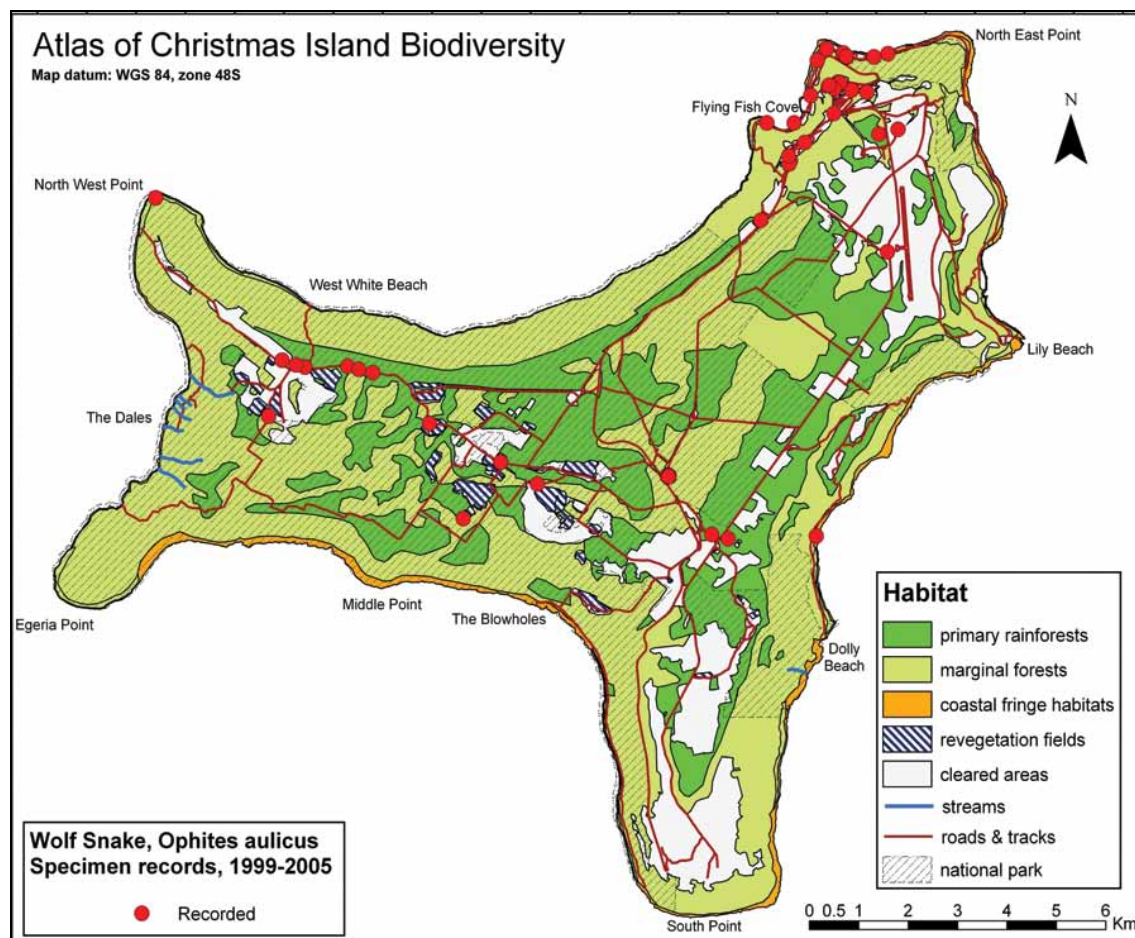 Atlas of Christmas Island Biodiversity
Map datum: WGS 84, zone 48S
North East Point
Flying Fish Cove
N
North West Point
West White Beach
Lily Beach
The Dales
Middle Point
Egeria Point
The Blowholes
Dolly
Beach
South Point
Habitat
primary rainforests
marginal forests
coastal fringe habitats
revegetation fields
cleared areas
streams
roads & tracks
national park
Wolf Snake, Ophites aulicus
Specimen records, 1999-2005
Recorded
0 0.5 1 2 3 4 5 6
Km